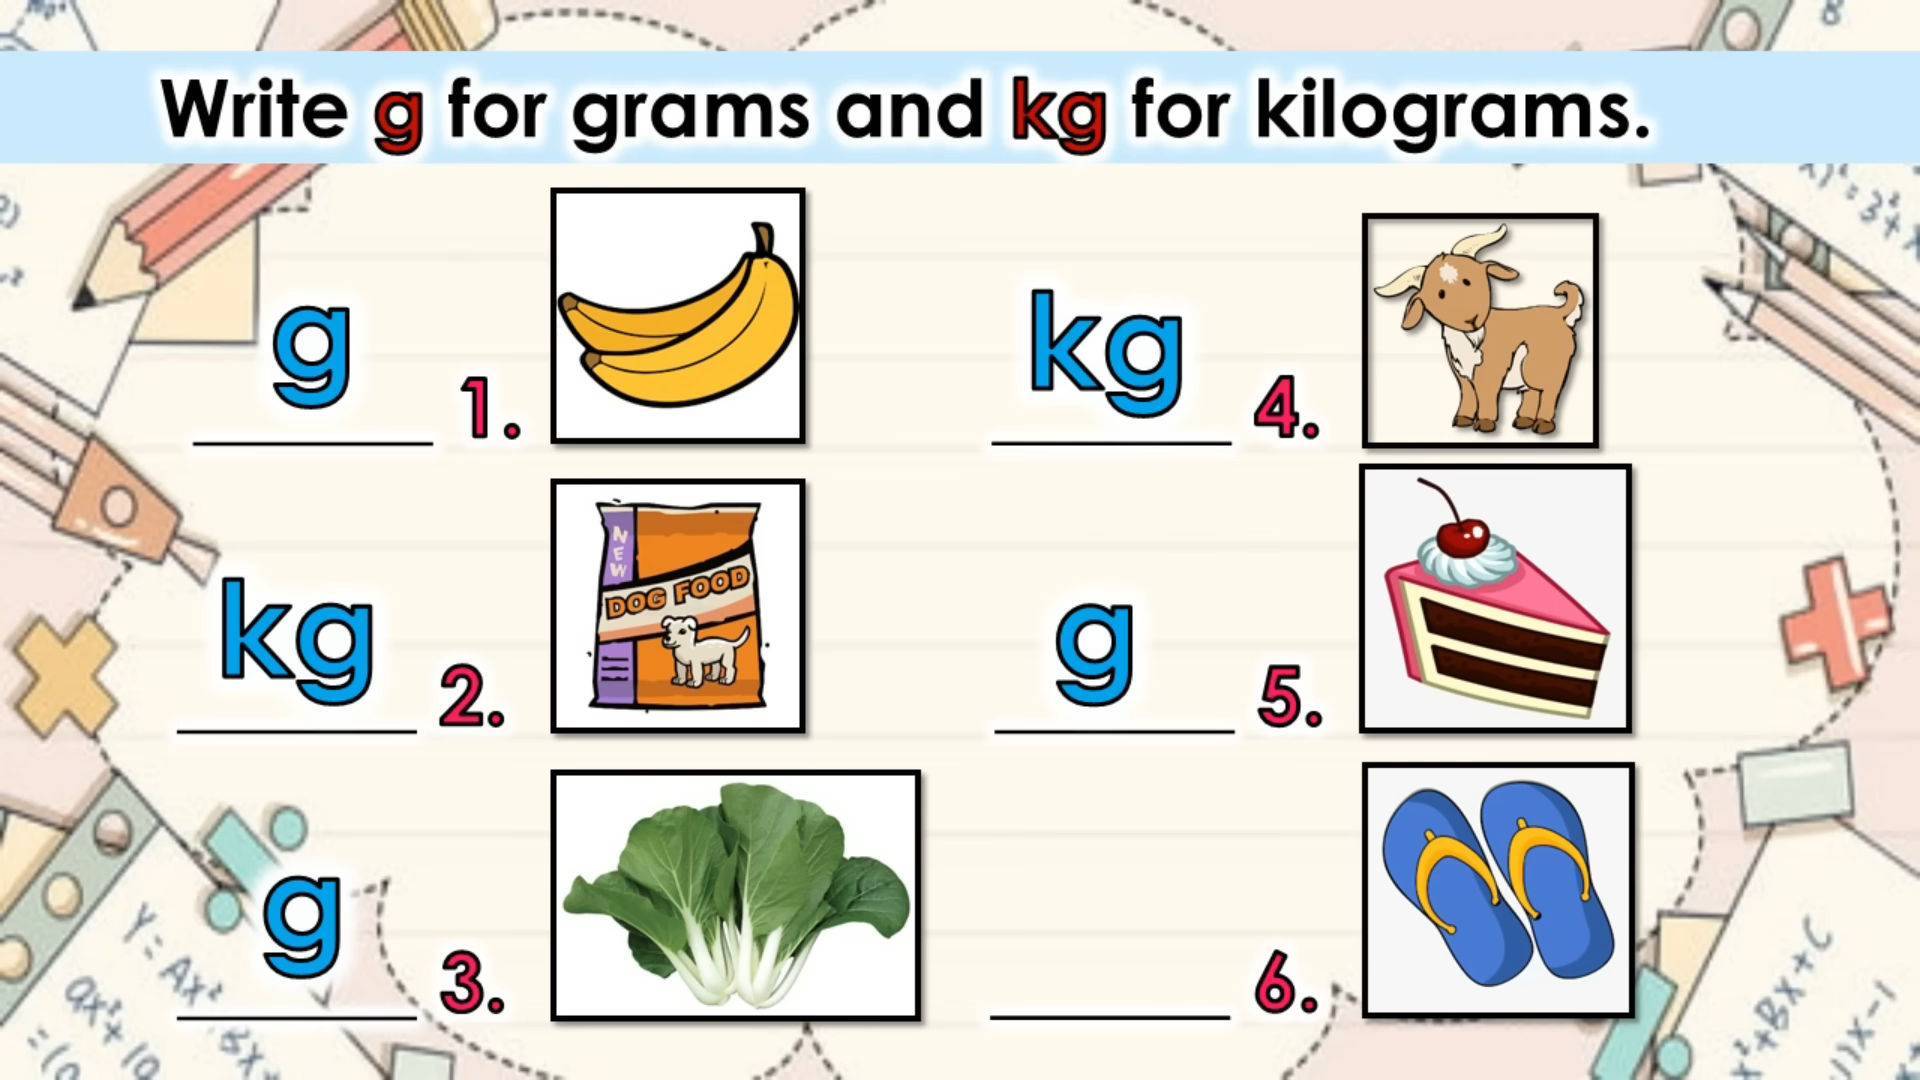 Write g for grams and kg for kilograms.
g 1.
NEW
DOG FOOD
kg 2.
g 3.
kg 4.
g 5.
6.